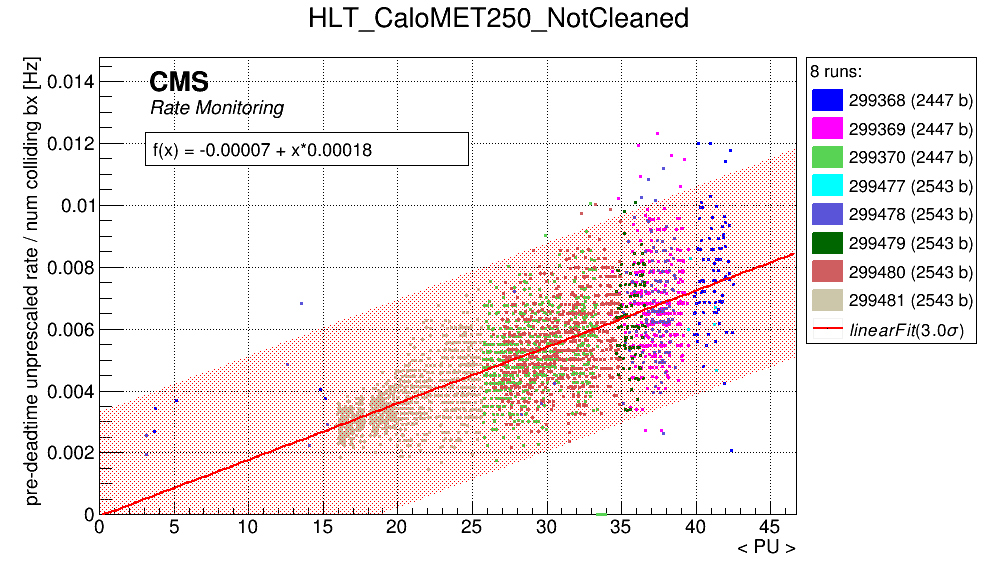 HLT_CaloMET250_NotCleaned
pre-deadtime unprescaled rate / num colliding bx [Hz]
CMS
Rate Monitoring
f(x) = -0.00007 + x*0.00018
0.014
0.012
0.01
0.008
0.006
0.004
0.002
0
0 5 10 15 20 25 30 35 40 45
< PU >
8 runs:
299368 (2447 b)
299369 (2447 b)
299370 (2447 b)
299477 (2543 b)
299478 (2543 b)
299479 (2543 b)
299480 (2543 b)
299481 (2543 b)
linearFit(3.0σ)